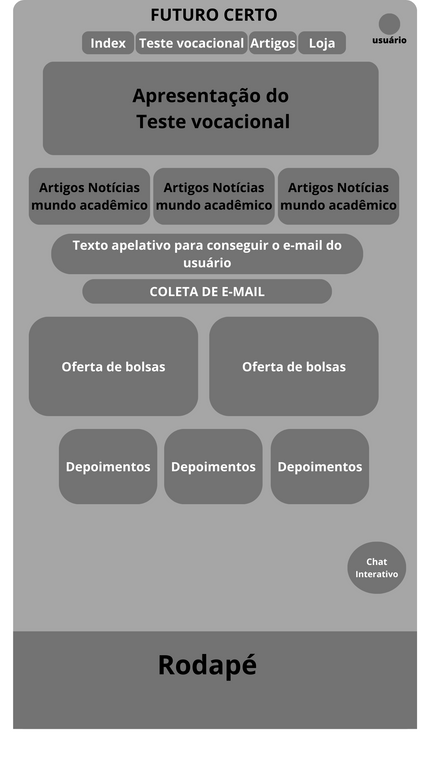 FUTURO CERTO
usuário
Index
Teste vocacional
Artigos
Loja
Apresentação do
Teste vocacional
Artigos Notícias
mundo acadêmico
Artigos Notícias
mundo acadêmico
Artigos Notícias
mundo acadêmico
Texto apelativo para conseguir o e-mail do
usuário
COLETA DE E-MAIL
Oferta de bolsas
Oferta de bolsas
Depoimentos
Depoimentos
Depoimentos
Chat
Interativo
Rodapé